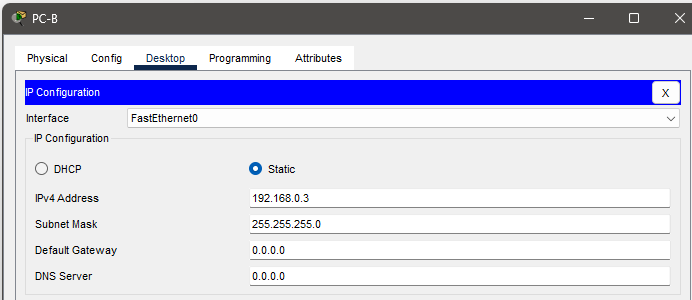 PC-B
Physical Config Desktop Programming Attributes
IP Configuration X
Interface FastEthernet0
IP Configuration
DHCP Static
IPv4 Address 192.168.0.3
Subnet Mask 255.255.255.0
Default Gateway 0.0.0.0
DNS Server 0.0.0.0